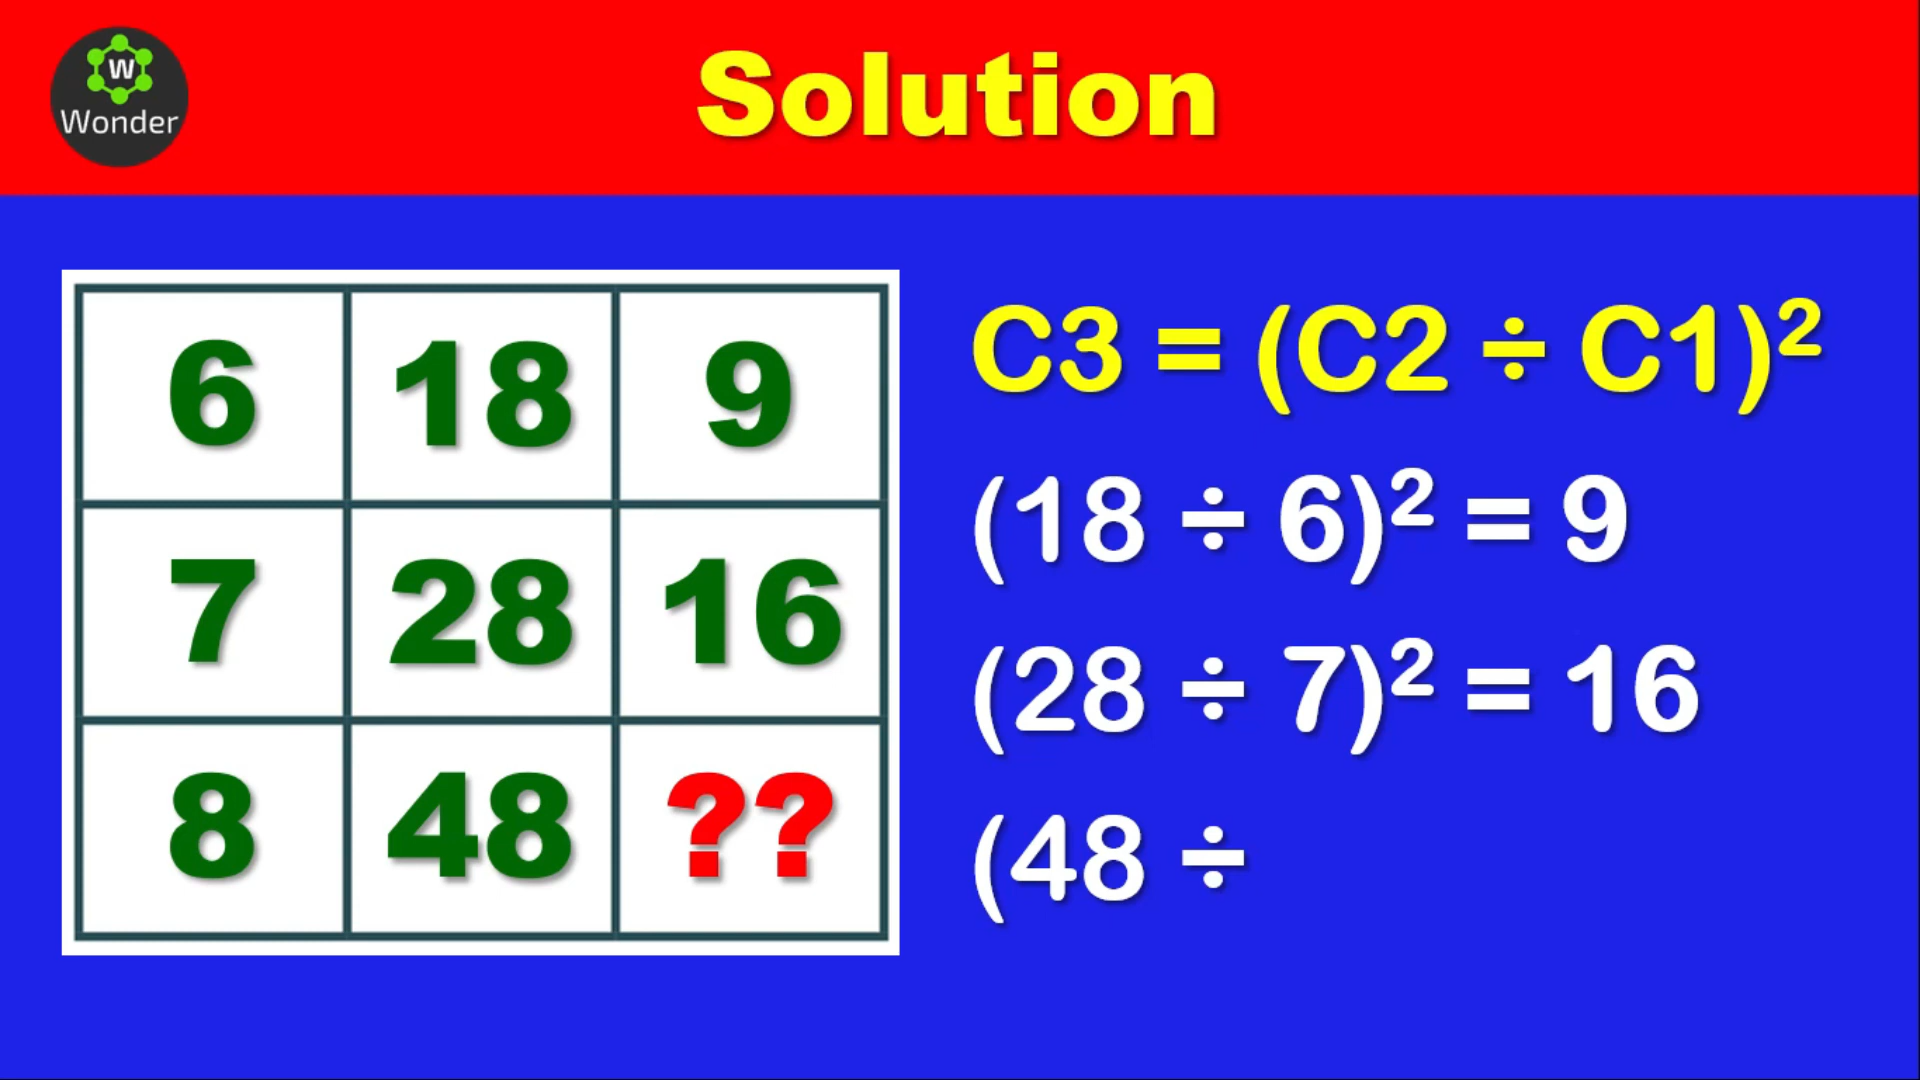 W
Wonder
Solution
6 18 9
7 28 16
8 48 ??
C3 = (C2 ÷ C1)²
(18 ÷ 6)² = 9
(28 ÷ 7)² = 16
(48 ÷